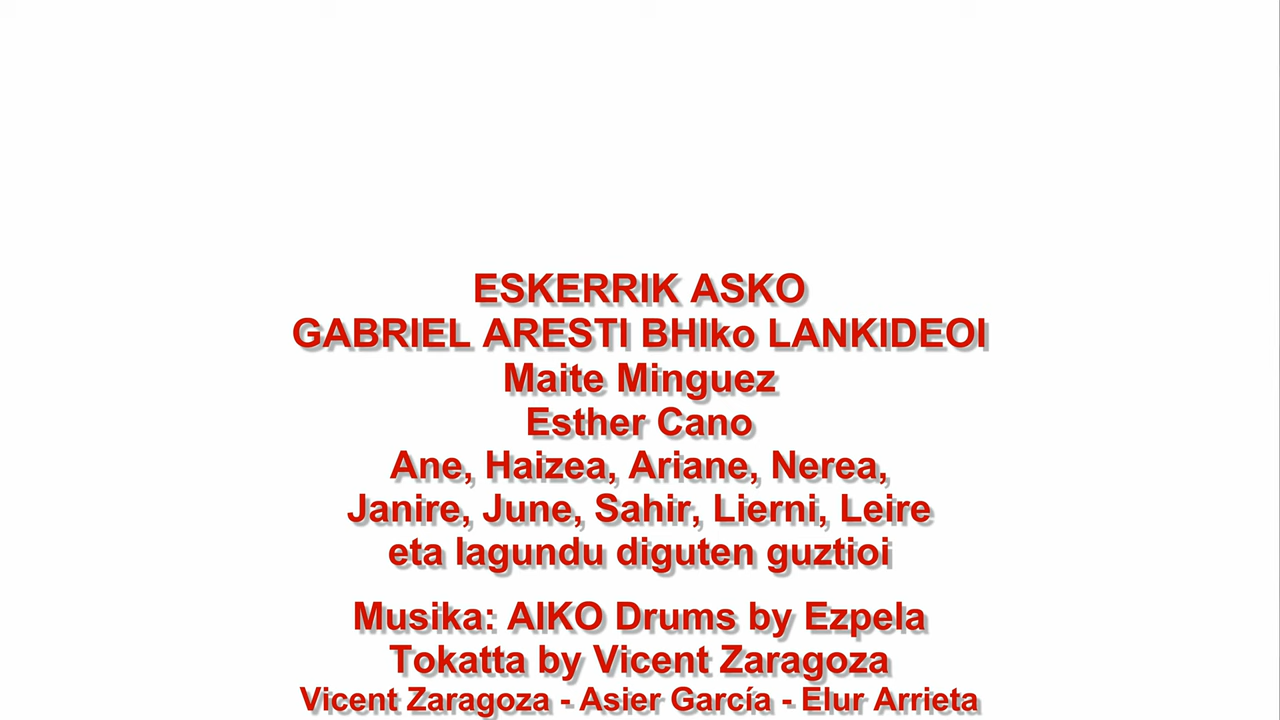 ESKERRIK ASKO
GABRIEL ARESTI BHIko LANKIDEOI
Maite Minguez
Esther Cano
Ane, Haizea, Ariane, Nerea,
Janire, June, Sahir, Lierni, Leire
eta lagundu diguten guztioi
Musika: AIKO Drums by Ezpela
Tokatta by Vicent Zaragoza
Vicent Zaragoza - Asier García - Elur Arrieta